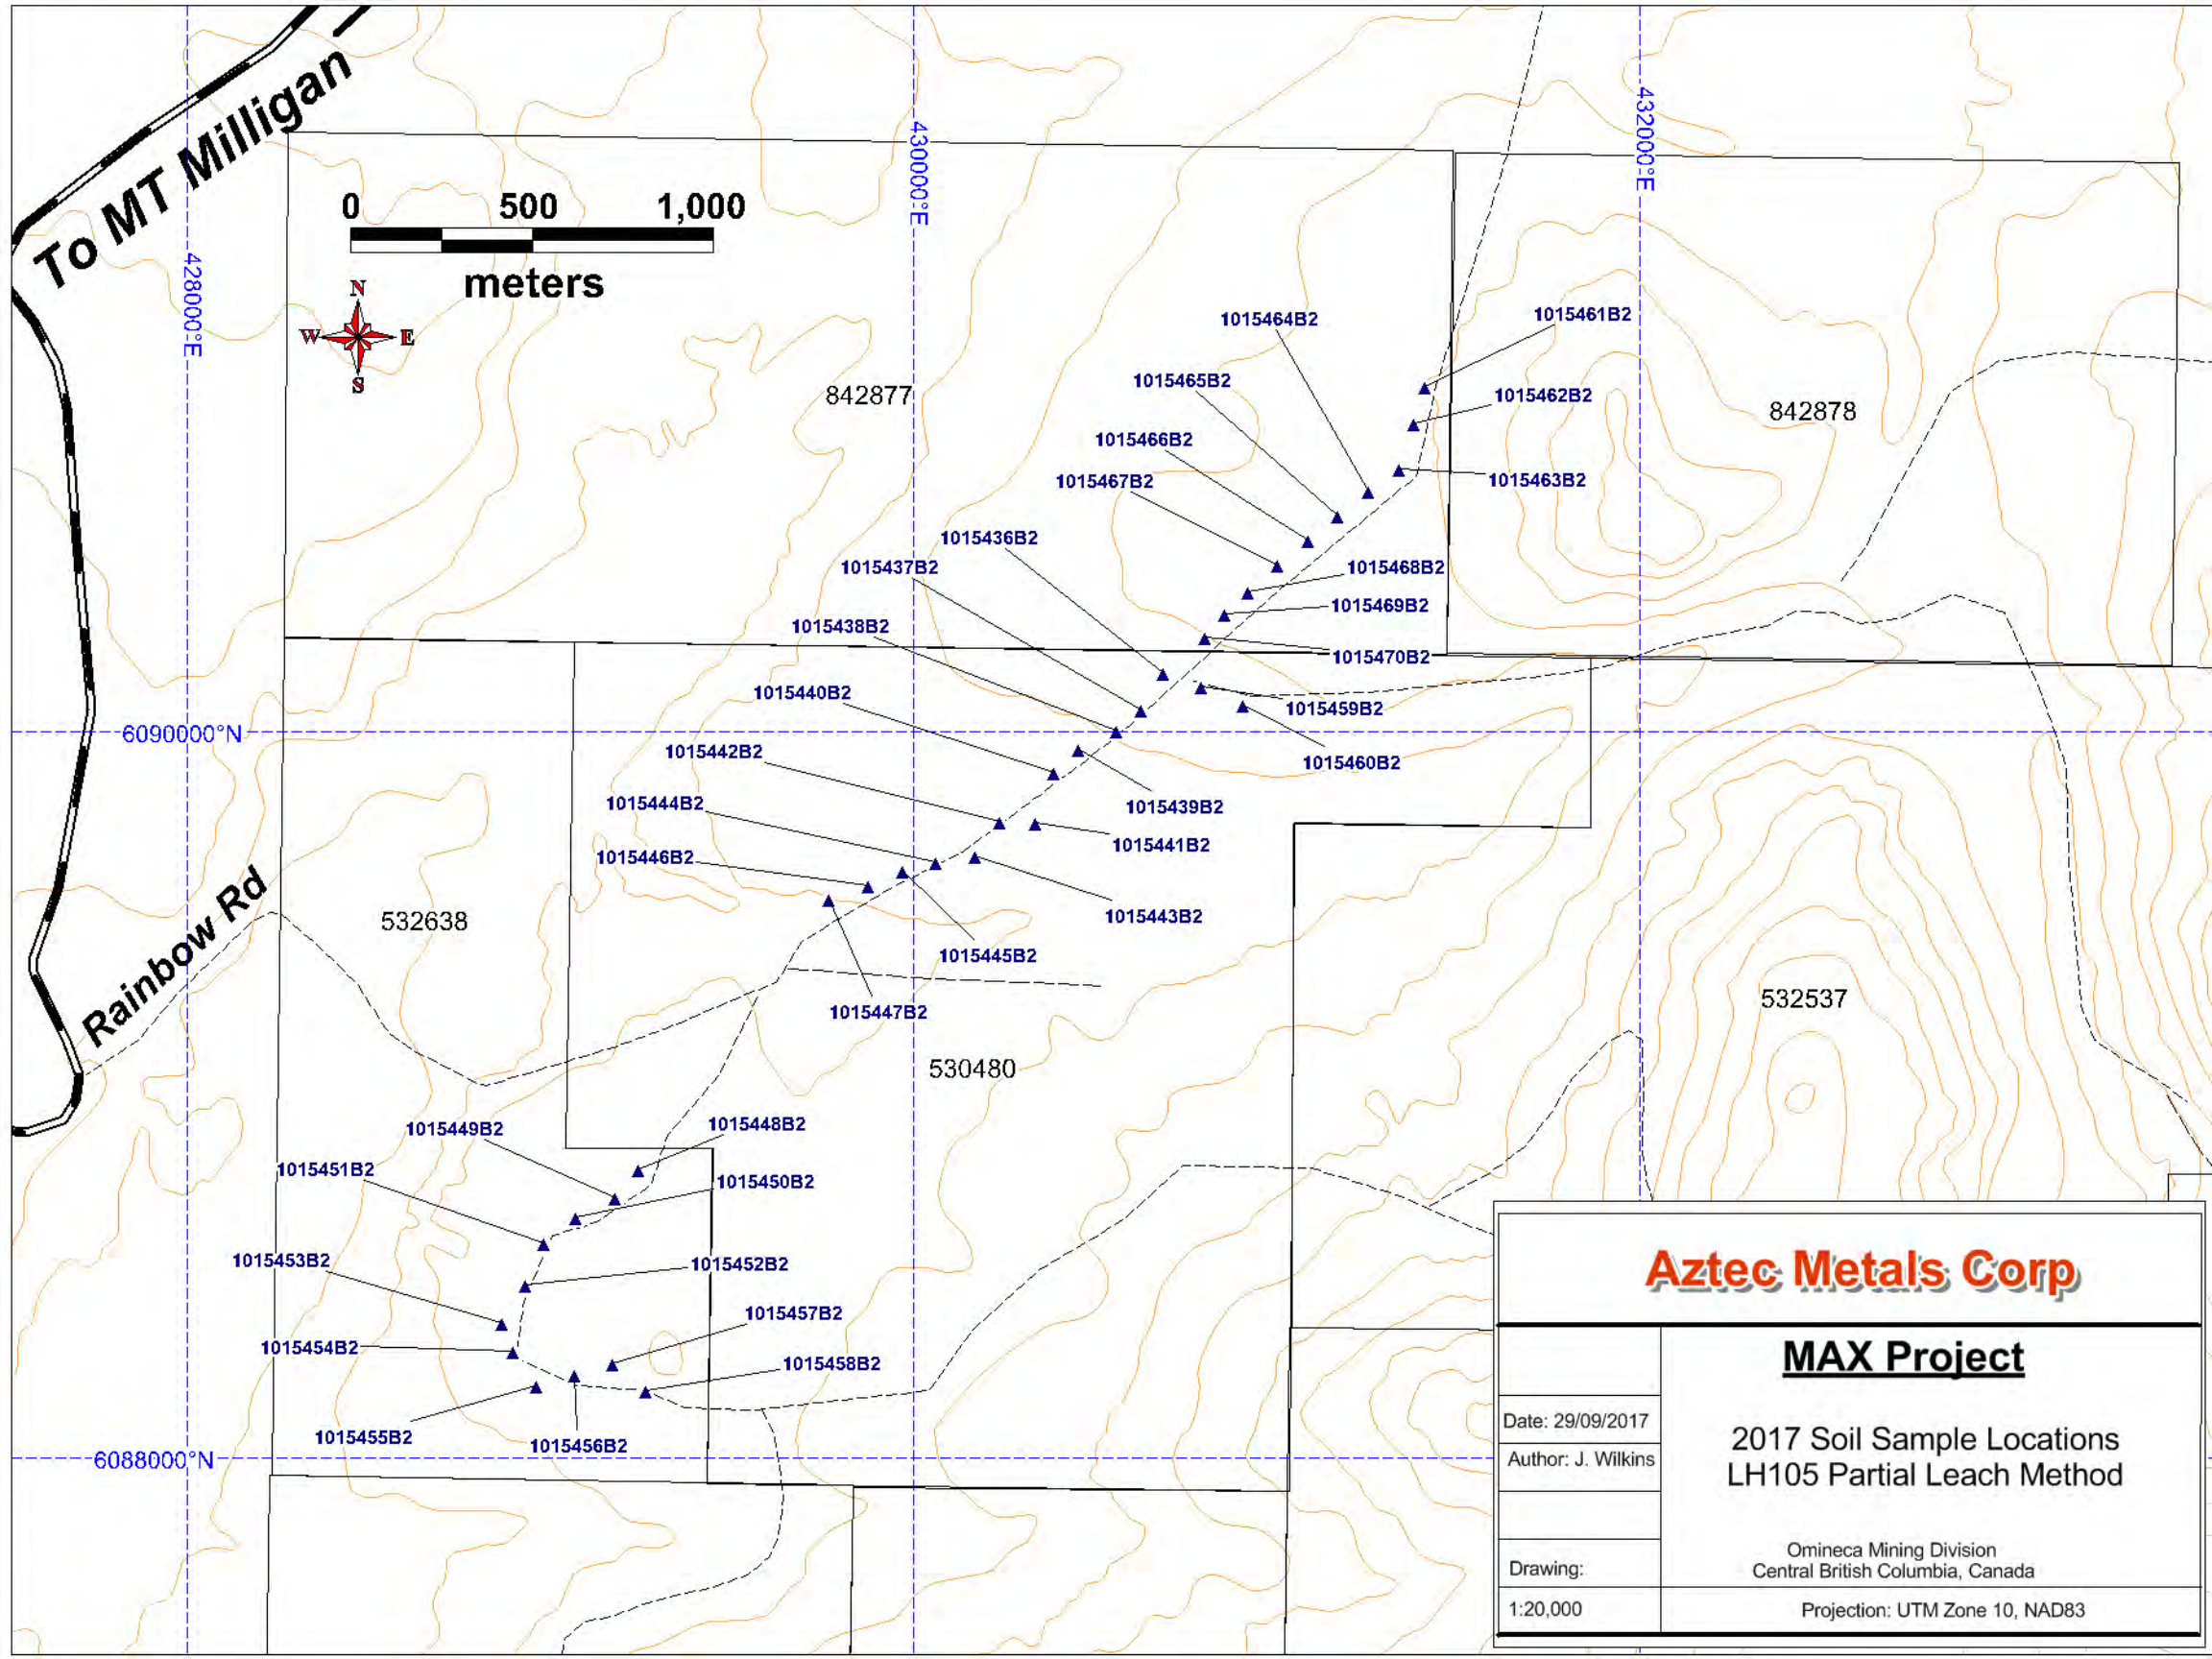 To MT Milligan
0 500 1,000
meters
N
W E
S
428000°E
430000°E
432000°E
842877
842878
1015464B2
1015461B2
1015465B2
1015462B2
1015466B2
1015467B2
1015463B2
1015436B2
1015437B2
1015468B2
1015469B2
1015438B2
1015470B2
1015440B2
1015459B2
6090000°N
1015442B2
1015460B2
1015444B2
1015439B2
1015441B2
1015446B2
Rainbow Rd
532638
1015443B2
1015445B2
532537
1015447B2
530480
1015449B2
1015448B2
1015451B2
1015450B2
1015453B2
1015452B2
1015457B2
1015454B2
1015458B2
1015455B2
1015456B2
6088000°N
Aztec Metals Corp
MAX Project
Date: 29/09/2017
Author: J. Wilkins
2017 Soil Sample Locations
LH105 Partial Leach Method
Omineca Mining Division
Central British Columbia, Canada
Drawing:
1:20,000
Projection: UTM Zone 10, NAD83